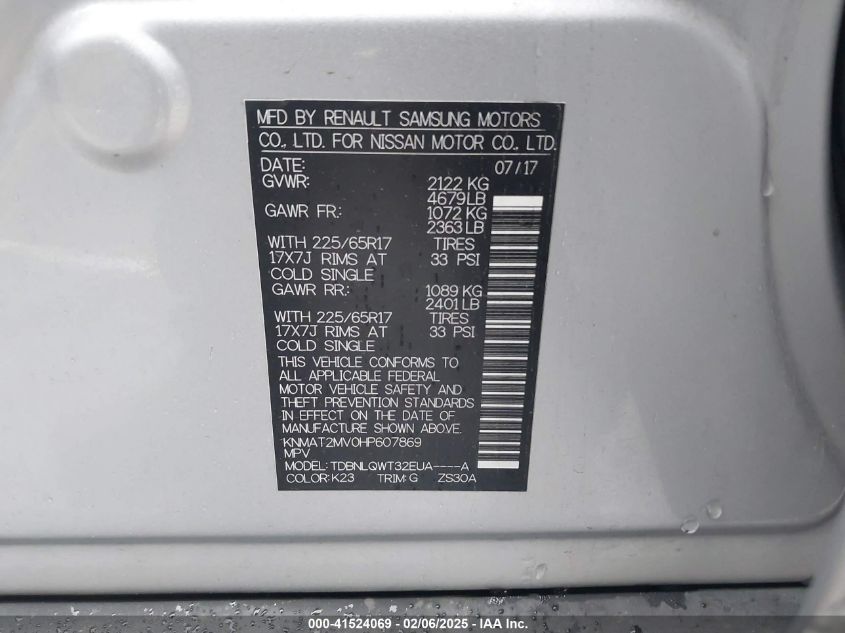 MFD BY RENAULT SAMSUNG MOTORS
CO., LTD. FOR NISSAN MOTOR CO. LTD.
DATE: 07/17
GVWR: 2122 KG
4679LB
GAWR FR.: 1072 KG
2363LB
WITH 225/65R17 TIRES
17X7J RIMS AT 33 PSI
COLD SINGLE
GAWR RR.: 1089 KG
2401LB
WITH 225/65R17 TIRES
17X7J RIMS AT 33 PSI
COLD SINGLE
THIS VEHICLE CONFORMS TO
ALL APPLICABLE FEDERAL
MOTOR VEHICLE SAFETY AND
THEFT PREVENTION STANDARDS
IN EFFECT ON THE DATE OF
MANUFACTURE SHOWN ABOVE.
KNMAT2MV0HP607869
MPV
MODEL: TDBNLQWT32EUA----A
COLOR:K23 TRIM:G ZS30A
000-41524069 | 02/06/2025 - IAA Inc.